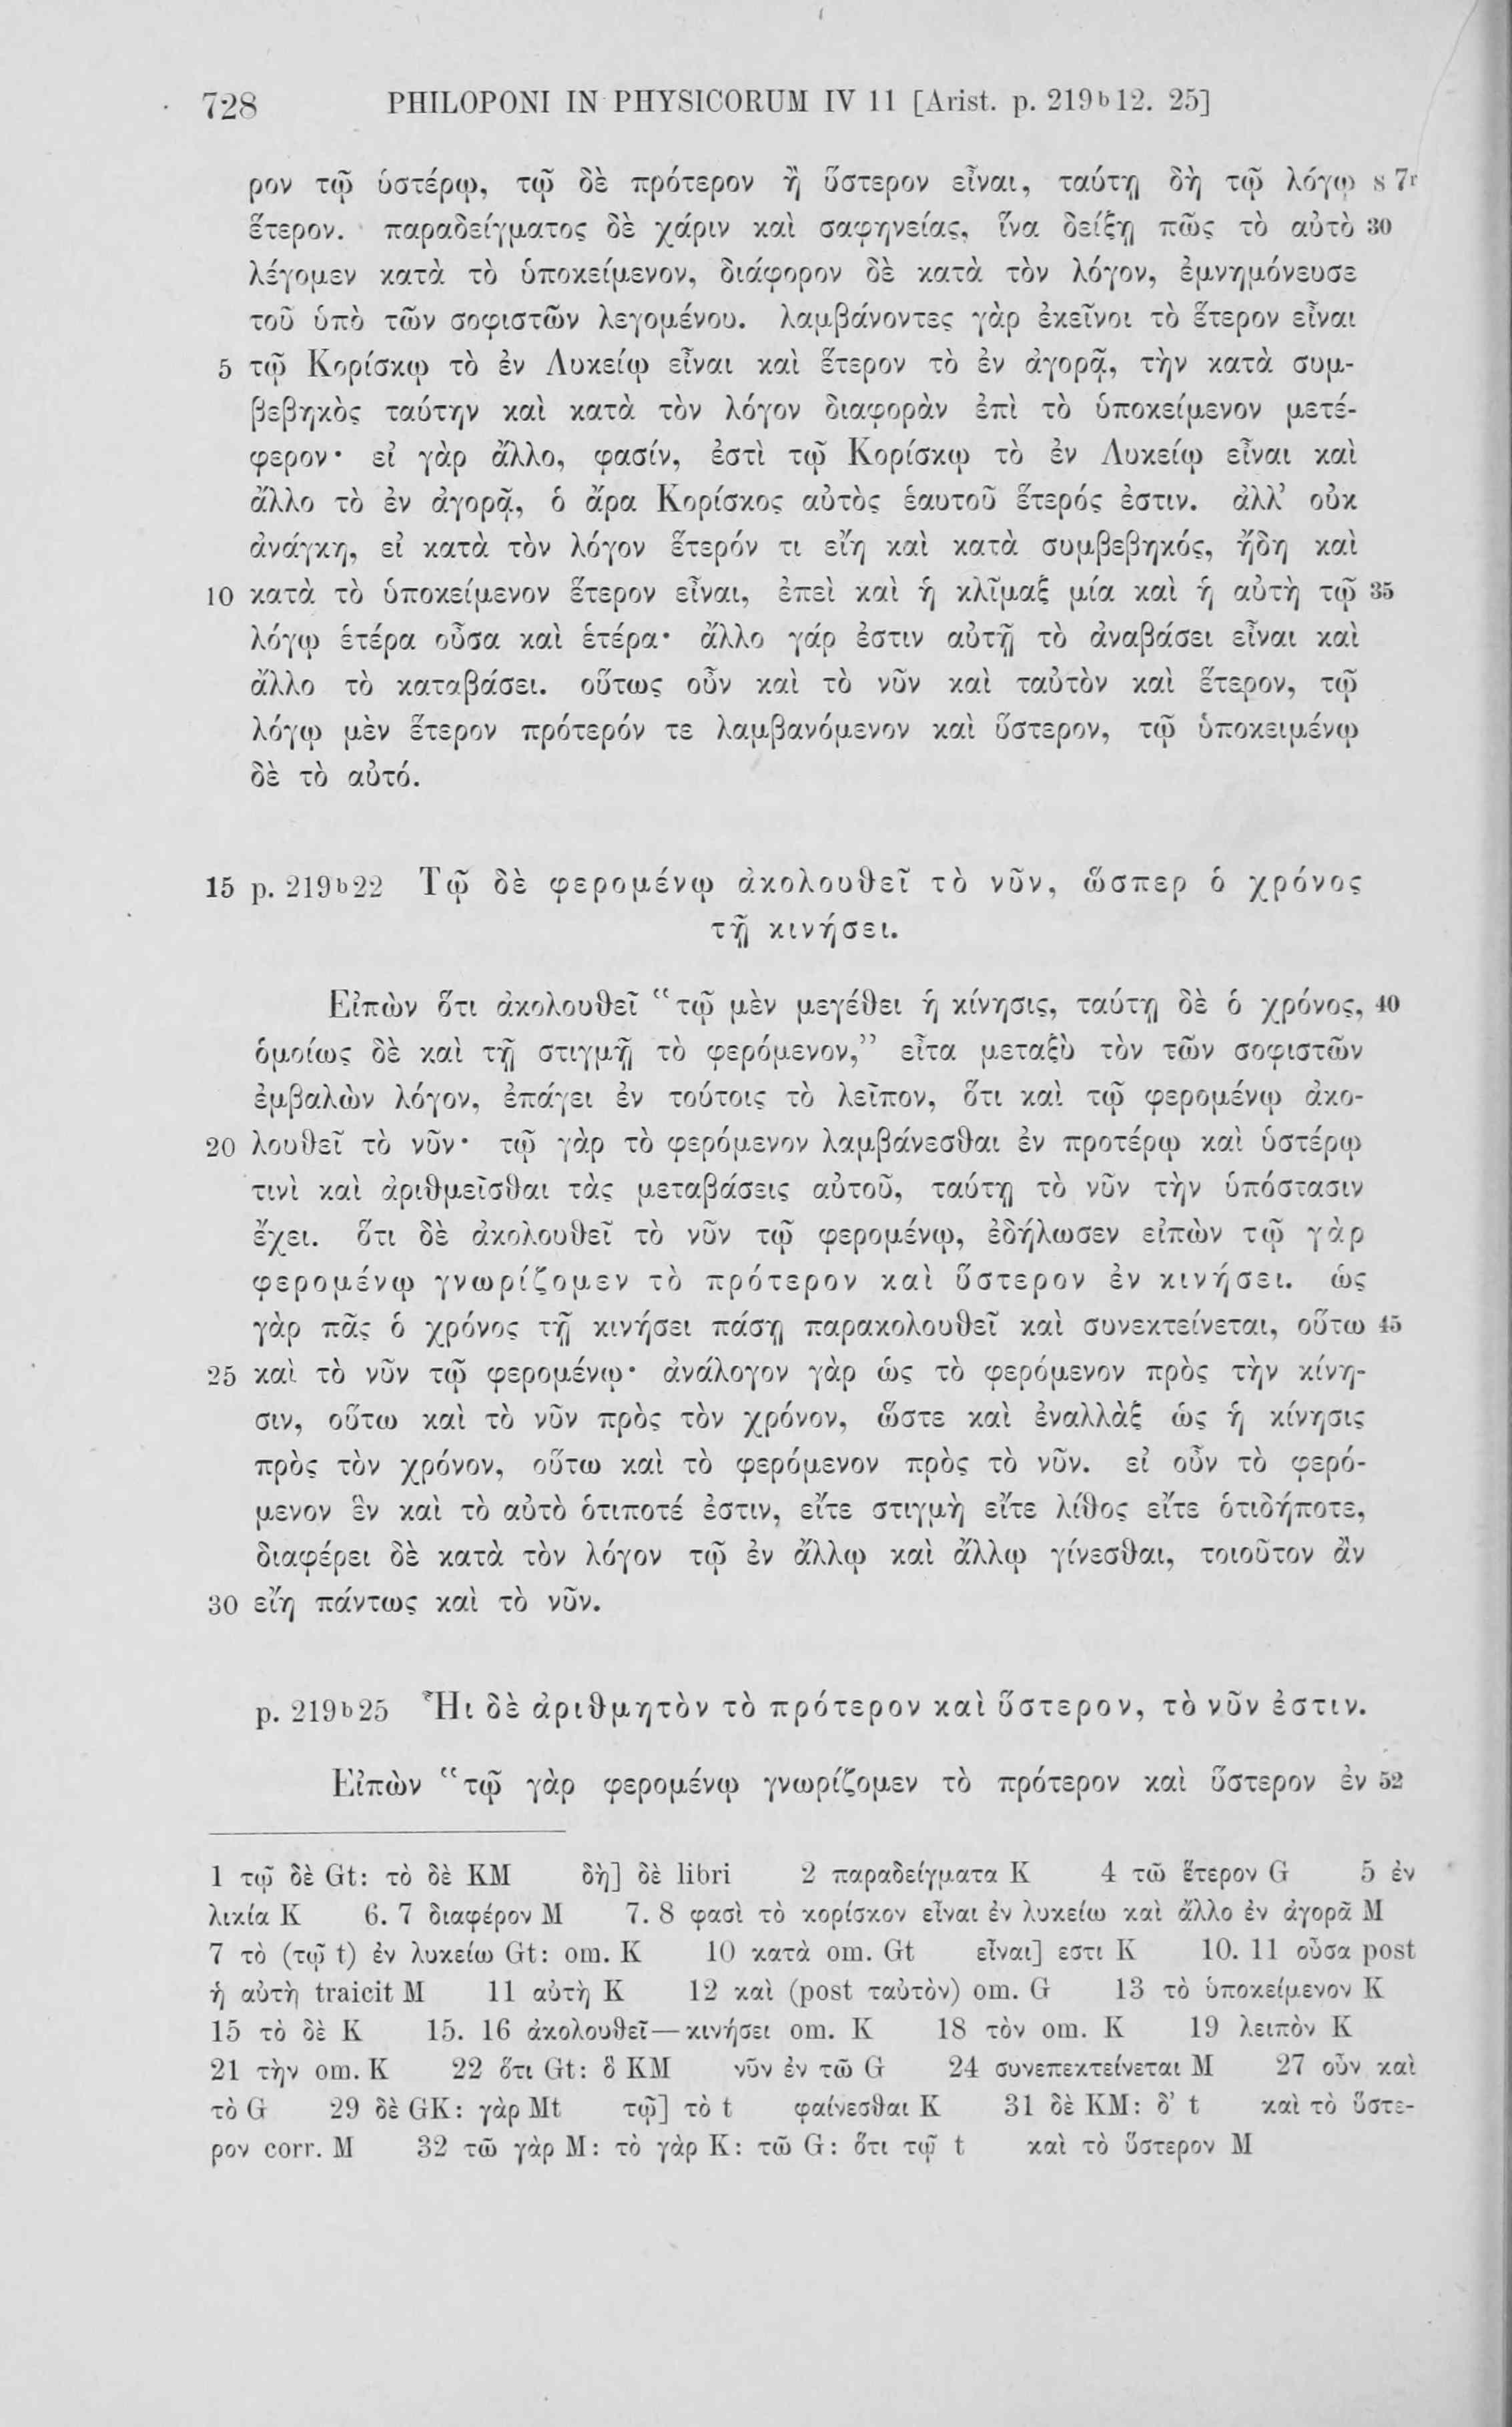 728 PHILOPONI IN PHYSICORUM IV 11 [Arist. p. 219b12. 25]
ρον τῷ ὑστέρῳ, τῷ δὲ πρότερον ἢ ὕστερον εἶναι, ταύτῃ δὴ τῷ λόγῳ s 7r
ἕτερον. παραδείγματος δὲ χάριν καὶ σαφηνείας, ἵνα δείξῃ πῶς τὸ αὐτὸ 30
λέγομεν κατὰ τὸ ὑποκείμενον, διάφορον δὲ κατὰ τὸν λόγον, ἐμνημόνευσε
τοῦ ὑπὸ τῶν σοφιστῶν λεγομένου. λαμβάνοντες γὰρ ἐκεῖνοι τὸ ἕτερον εἶναι
5 τῷ Κορίσκῳ τὸ ἐν Λυκείῳ εἶναι καὶ ἕτερον τὸ ἐν ἀγορᾷ, τὴν κατὰ συμ-
βεβηκὸς ταύτην καὶ κατὰ τὸν λόγον διαφορὰν ἐπὶ τὸ ὑποκείμενον μετέ-
φερον· εἰ γὰρ ἄλλο, φασίν, ἐστὶ τῷ Κορίσκῳ τὸ ἐν Λυκείῳ εἶναι καὶ
ἄλλο τὸ ἐν ἀγορᾷ, ὁ ἄρα Κορίσκος αὐτὸς ἑαυτοῦ ἕτερός ἐστιν. ἀλλ’ οὐκ
ἀνάγκη, εἰ κατὰ τὸν λόγον ἕτερόν τι εἴη καὶ κατὰ συμβεβηκός, ἤδη καὶ
10 κατὰ τὸ ὑποκείμενον ἕτερον εἶναι, ἐπεὶ καὶ ἡ κλῖμαξ μία καὶ ἡ αὐτὴ τῷ 35
λόγῳ ἑτέρα οὖσα καὶ ἑτέρα· ἄλλο γάρ ἐστιν αὐτῇ τὸ ἀναβάσει εἶναι καὶ
ἄλλο τὸ καταβάσει. οὕτως οὖν καὶ τὸ νῦν καὶ ταὐτὸν καὶ ἕτερον, τῷ
λόγῳ μὲν ἕτερον πρότερόν τε λαμβανόμενον καὶ ὕστερον, τῷ ὑποκειμένῳ
δὲ τὸ αὐτό.
15 p. 219b22 Τῷ δὲ φερομένῳ ἀκολουθεῖ τὸ νῦν, ὥσπερ ὁ χρόνος
τῇ κινήσει.
Εἰπὼν ὅτι ἀκολουθεῖ “τῷ μὲν μεγέθει ἡ κίνησις, ταύτῃ δὲ ὁ χρόνος, 40
ὁμοίως δὲ καὶ τῇ στιγμῇ τὸ φερόμενον,” εἶτα μεταξὺ τὸν τῶν σοφιστῶν
ἐμβαλὼν λόγον, ἐπάγει ἐν τούτοις τὸ λεῖπον, ὅτι καὶ τῷ φερομένῳ ἀκο-
20 λουθεῖ τὸ νῦν· τῷ γὰρ τὸ φερόμενον λαμβάνεσθαι ἐν προτέρῳ καὶ ὑστέρῳ
τινὶ καὶ ἀριθμεῖσθαι τὰς μεταβάσεις αὐτοῦ, ταύτῃ τὸ νῦν τὴν ὑπόστασιν
ἔχει. ὅτι δὲ ἀκολουθεῖ τὸ νῦν τῷ φερομένῳ, ἐδήλωσεν εἰπὼν τῷ γὰρ
φερομένῳ γνωρίζομεν τὸ πρότερον καὶ ὕστερον ἐν κινήσει. ὡς
γὰρ πᾶς ὁ χρόνος τῇ κινήσει πάσῃ παρακολουθεῖ καὶ συνεκτείνεται, οὕτω 45
25 καὶ τὸ νῦν τῷ φερομένῳ· ἀνάλογον γὰρ ὡς τὸ φερόμενον πρὸς τὴν κίνη-
σιν, οὕτω καὶ τὸ νῦν πρὸς τὸν χρόνον, ὥστε καὶ ἐναλλὰξ ὡς ἡ κίνησις
πρὸς τὸν χρόνον, οὕτω καὶ τὸ φερόμενον πρὸς τὸ νῦν. εἰ οὖν τὸ φερό-
μενον ἓν καὶ τὸ αὐτὸ ὁτιποτέ ἐστιν, εἴτε στιγμὴ εἴτε λίθος εἴτε ὁτιδήποτε,
διαφέρει δὲ κατὰ τὸν λόγον τῷ ἐν ἄλλῳ καὶ ἄλλῳ γίνεσθαι, τοιοῦτον ἂν
30 εἴη πάντως καὶ τὸ νῦν.
p. 219b25 Ἧι δὲ ἀριθμητὸν τὸ πρότερον καὶ ὕστερον, τὸ νῦν ἐστιν.
Εἰπὼν “τῷ γὰρ φερομένῳ γνωρίζομεν τὸ πρότερον καὶ ὕστερον ἐν 52
1 τῷ δὲ Gt: τὸ δὲ KM δὴ] δὲ libri 2 παραδείγματα K 4 τῶ ἕτερον G 5 ἐν
λικία K 6. 7 διαφέρον M 7. 8 φασὶ τὸ κορίσκον εἶναι ἐν λυκείω καὶ ἄλλο ἐν ἀγορᾶ M
7 τὸ (τῷ t) ἐν λυκείω Gt: om. K 10 κατὰ om. Gt εἶναι] εστι K 10. 11 οὖσα post
ἡ αὐτὴ traicit M 11 αὐτὴ K 12 καὶ (post ταὐτὸν) om. G 13 τὸ ὑποκείμενον K
15 τὸ δὲ K 15. 16 ἀκολουθεῖ—κινήσει om. K 18 τὸν om. K 19 λειπὸν K
21 τὴν om. K 22 ὅτι Gt: ὃ KM νῦν ἐν τῶ G 24 συνεπεκτείνεται M 27 οὖν καὶ
τὸ G 29 δὲ GK: γὰρ Mt τῷ] τὸ t φαίνεσθαι K 31 δὲ KM: δ’ t καὶ τὸ ὕστε-
ρον corr. M 32 τῶ γὰρ M: τὸ γὰρ K: τῶ G: ὅτι τῷ t καὶ τὸ ὕστερον M